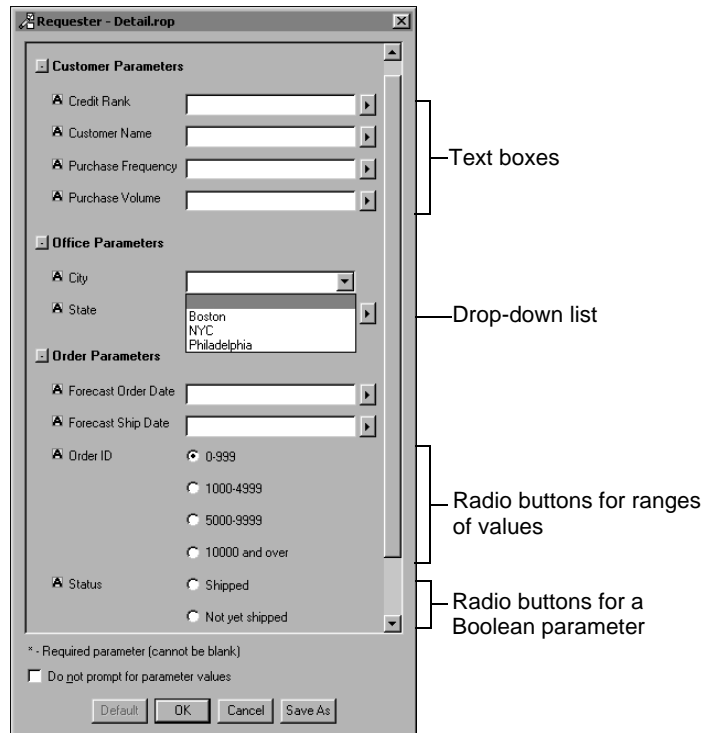 Requester - Detail.rop
Customer Parameters
A Credit Rank
A Customer Name
A Purchase Frequency
A Purchase Volume
Text boxes
Office Parameters
A City
A State
Boston
NYC
Philadelphia
Drop-down list
Order Parameters
A Forecast Order Date
A Forecast Ship Date
A Order ID
0-999
1000-4999
5000-9999
10000 and over
Radio buttons for ranges
of values
A Status
Shipped
Not yet shipped
Radio buttons for a
Boolean parameter
* - Required parameter (cannot be blank)
Do not prompt for parameter values
Default
OK
Cancel
Save As